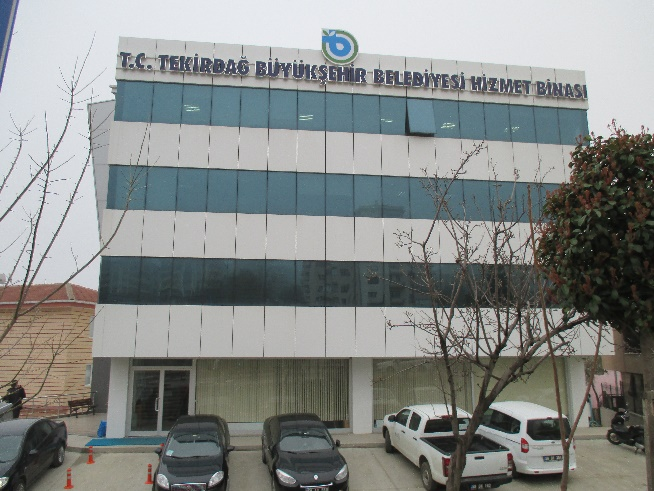 T.C. TEKİRDAĞ BÜYÜKŞEHİR BELEDİYESİ HİZMET BİNASI